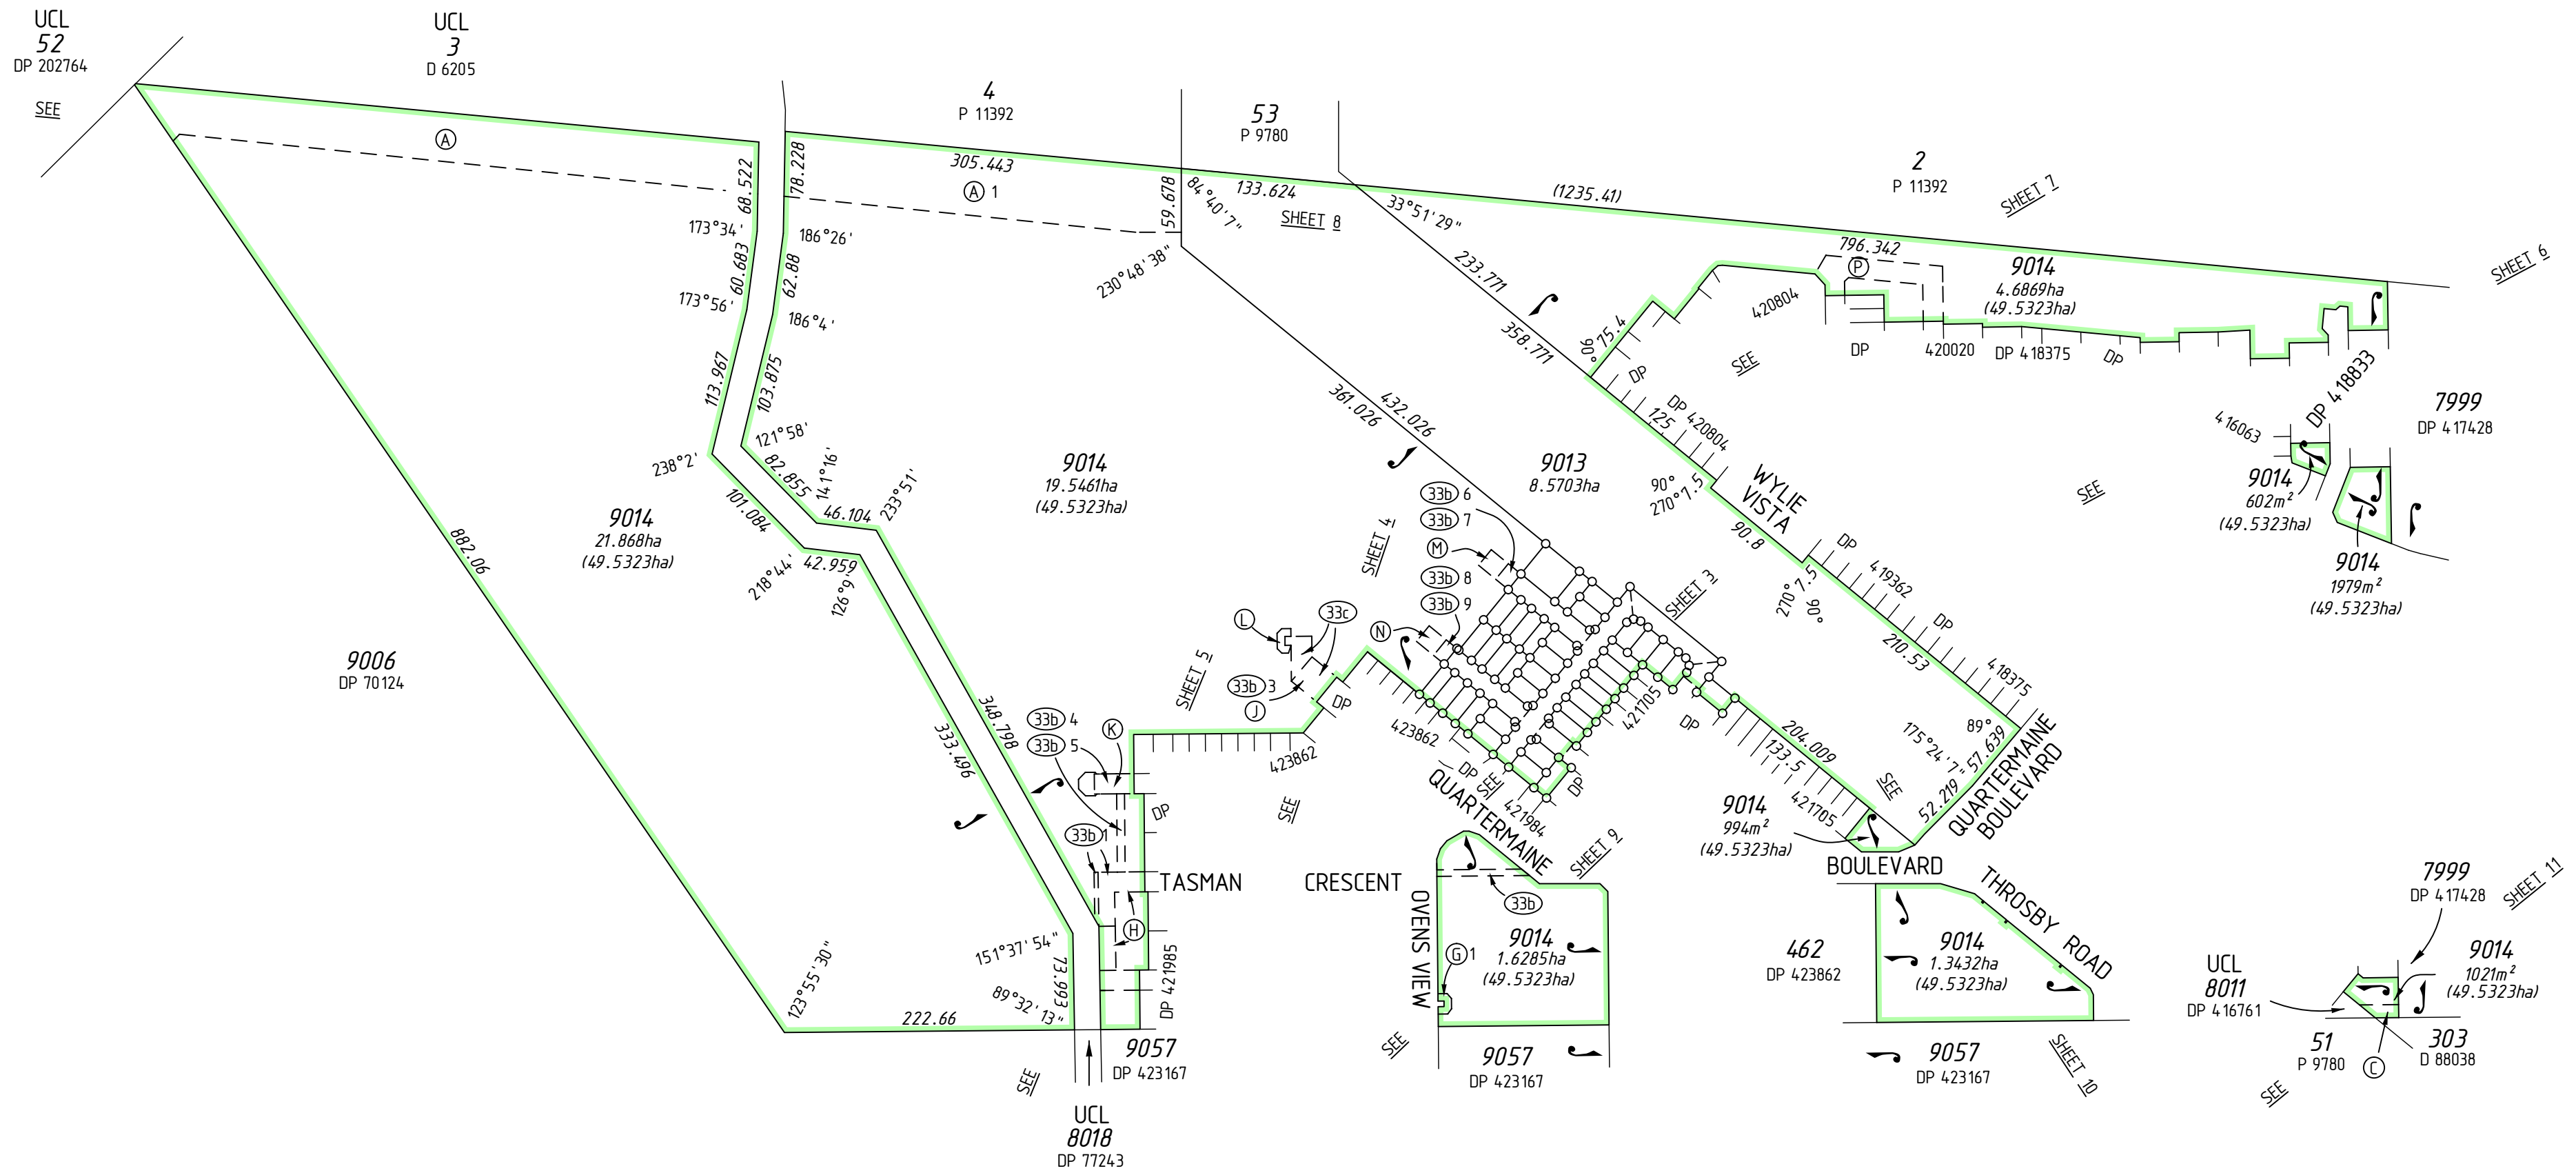 UCL
52
DP 202764
SEE
UCL
3
D 6205
4
P 11392
53
P 9780
2
P 11392
SHEET 7
SHEET 6
A
68.522
78.228
305.443
A 1
59.678
84°40'7"
133.624
SHEET 8
(1235.41)
33°51'29"
796.342
P
9014
4.6869ha
(49.5323ha)
173°34'
186°26'
60.683
62.88
230°48'38"
233.771
173°56'
186°4'
358.771
90°
75.4
420804
DP
SEE
DP
420020
DP 418375
DP
DP 418833
113.967
103.875
361.026
432.026
125
DP 420804
416063
7999
DP 417428
238°2'
121°58'
82.855
141°16'
233°51'
101.084
46.104
9014
21.868ha
(49.5323ha)
9014
19.5461ha
(49.5323ha)
9013
8.5703ha
90°
270°7.5
WYLIE
VISTA
90.8
SEE
9014
602m²
(49.5323ha)
9014
1979m²
(49.5323ha)
882.06
218°44'
42.959
126°9'
SHEET 4
33b 6
33b 7
M
33b 8
33b 9
N
SHEET 3
DP
419362
DP
270°7.5
90°
210.53
418375
9006
DP 70124
L
33c
SHEET 5
33b 3
J
DP
33b 4
33b 5
K
348.798
333.496
423862
423862
DP
SEE
421705
DP
204.009
133.5
175°24'7"
89°
57.639
52.219
QUARTERMAINE
BOULEVARD
SEE
DP
SEE
QUARTERMAINE
421984
DP
33b 1
9014
994m²
(49.5323ha)
421705
BOULEVARD
TASMAN CRESCENT
SHEET 9
THROSBY ROAD
H
OVENS VIEW
33b
G 1
9014
1.6285ha
(49.5323ha)
462
DP 423862
9014
1.3432ha
(49.5323ha)
7999
DP 417428
SHEET 11
UCL
8011
DP 416761
9014
1021m²
(49.5323ha)
123°55'30"
151°37'54"
73.993
89°32'13"
222.66
DP 421985
SEE
9057
DP 423167
SEE
9057
DP 423167
9057
DP 423167
SHEET 10
51
P 9780
C
303
D 88038
SEE
UCL
8018
DP 77243